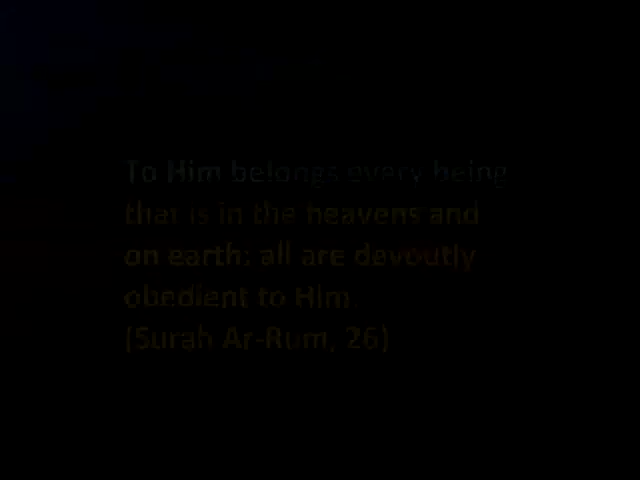 To Him belongs every being
that is in the heavens and
on earth: all are devoutly
obedient to Him.
(Surah Ar-Rum, 26)